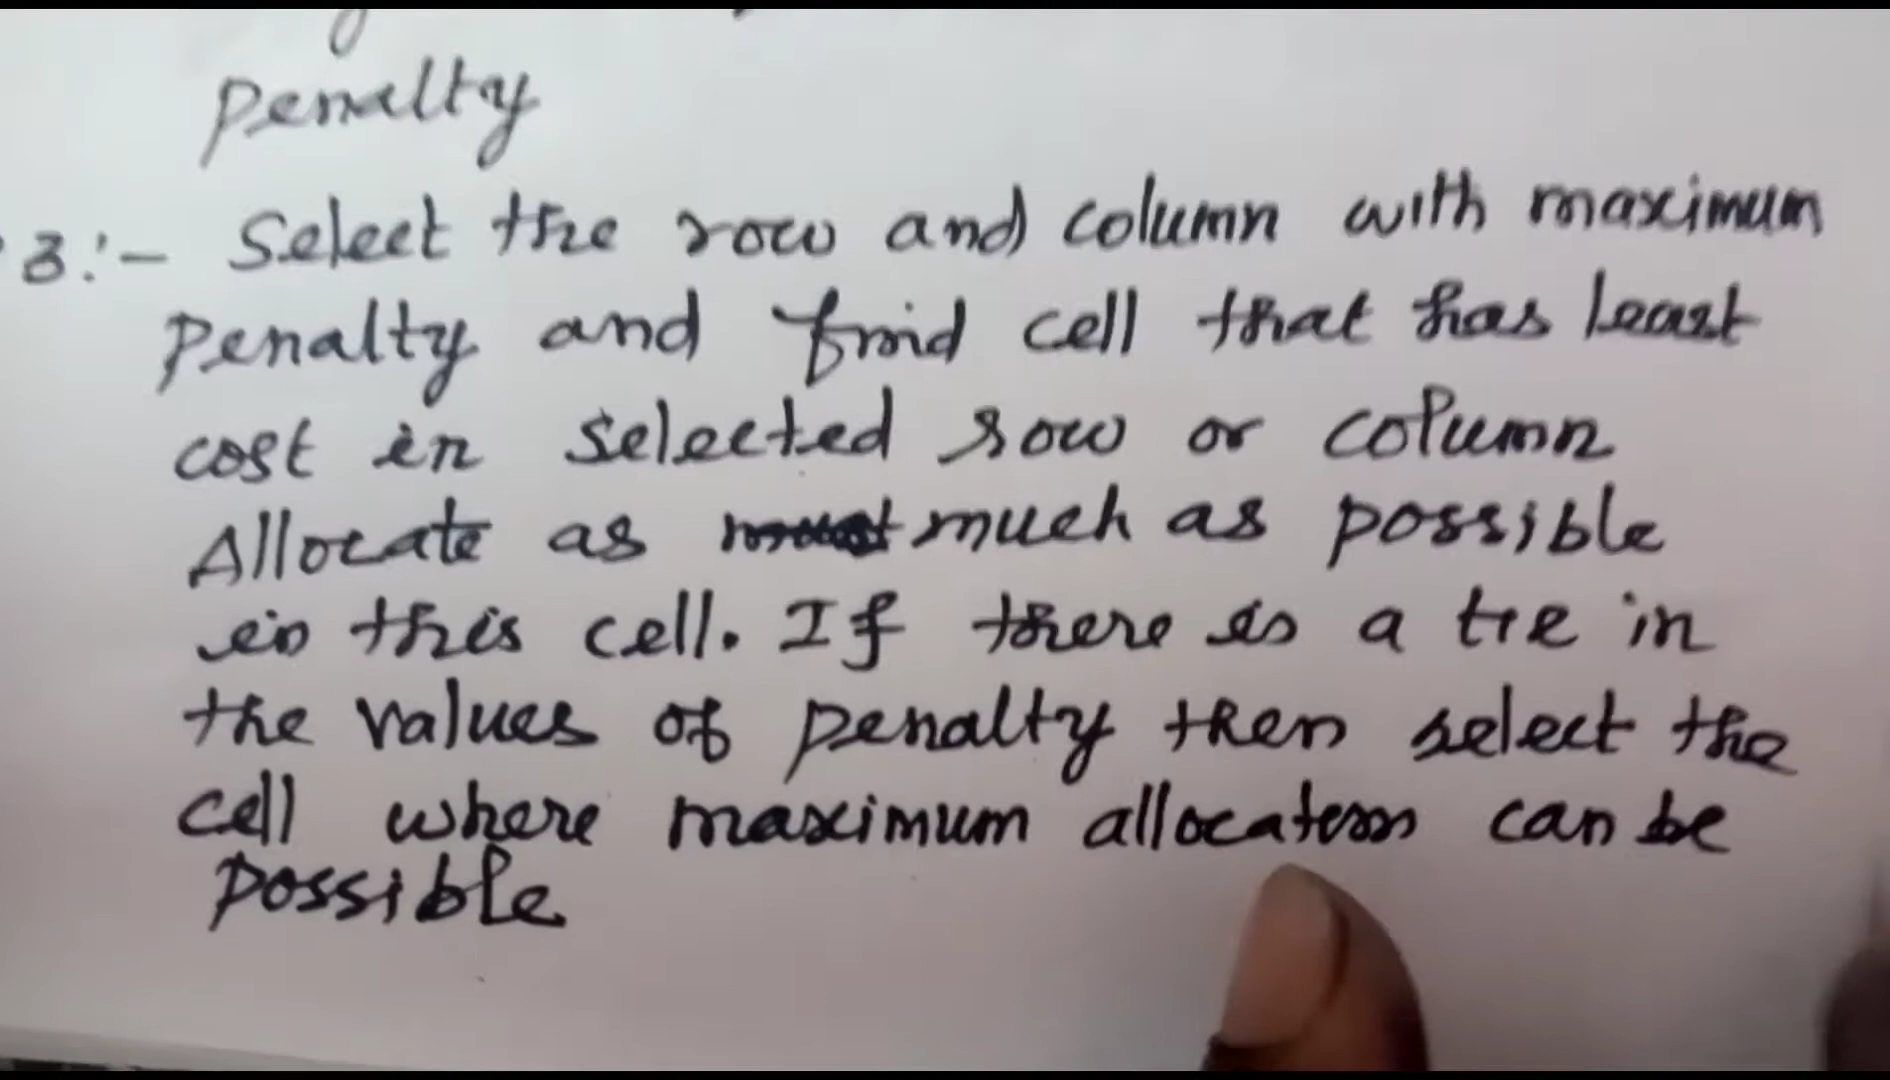 Penalty
3:- Select the row and column with maximum
Penalty and find cell that has least
cost in selected row or column
Allocate as much as possible
in this cell. If there is a tie in
the values of penalty then select the
cell where maximum allocation can be
possible